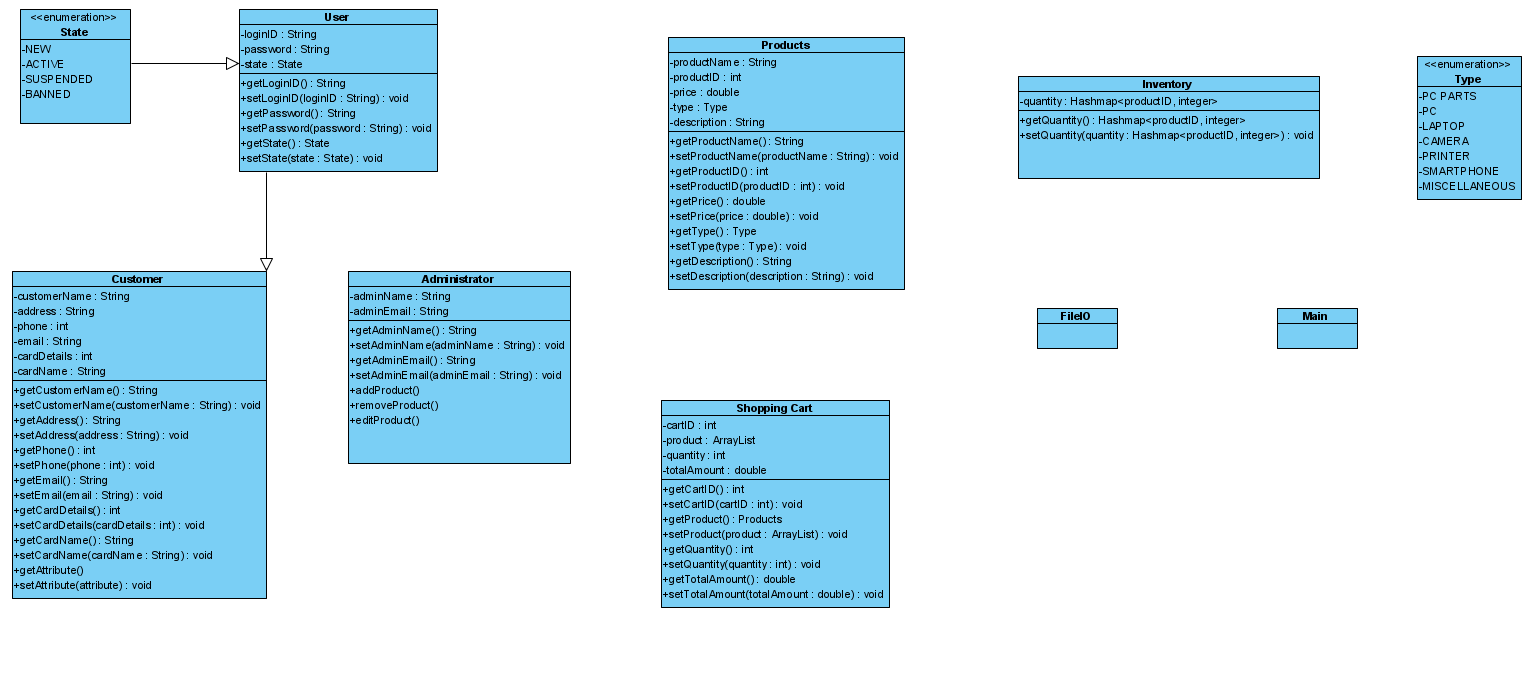 <<enumeration>>
State
-NEW
-ACTIVE
-SUSPENDED
-BANNED
User
-loginID : String
-password : String
-state : State
+getLoginID() : String
+setLoginID(loginID : String) : void
+getPassword() : String
+setPassword(password : String) : void
+getState() : State
+setState(state : State) : void
Products
-productName : String
-productID : int
-price : double
-type : Type
-description : String
+getProductName() : String
+setProductName(productName : String) : void
+getProductID() : int
+setProductID(productID : int) : void
+getPrice() : double
+setPrice(price : double) : void
+getType() : Type
+setType(type : Type) : void
+getDescription() : String
+setDescription(description : String) : void
Inventory
-quantity : Hashmap<productID, integer>
+getQuantity() : Hashmap<productID, integer>
+setQuantity(quantity : Hashmap<productID, integer>) : void
<<enumeration>>
Type
-PC PARTS
-PC
-LAPTOP
-CAMERA
-PRINTER
-SMARTPHONE
-MISCELLANEOUS
Customer
-customerName : String
-address : String
-phone : int
-email : String
-cardDetails : int
-cardName : String
+getCustomerName() : String
+setCustomerName(customerName : String) : void
+getAddress() : String
+setAddress(address : String) : void
+getPhone() : int
+setPhone(phone : int) : void
+getEmail() : String
+setEmail(email : String) : void
+getCardDetails() : int
+setCardDetails(cardDetails : int) : void
+getCardName() : String
+setCardName(cardName : String) : void
+getAttribute()
+setAttribute(attribute) : void
Administrator
-adminName : String
-adminEmail : String
+getAdminName() : String
+setAdminName(adminName : String) : void
+getAdminEmail() : String
+setAdminEmail(adminEmail : String) : void
+addProduct()
+removeProduct()
+editProduct()
FileIO
Main
Shopping Cart
-cartID : int
-product : ArrayList
-quantity : int
-totalAmount : double
+getCartID() : int
+setCartID(cartID : int) : void
+getProduct() : Products
+setProduct(product : ArrayList) : void
+getQuantity() : int
+setQuantity(quantity : int) : void
+getTotalAmount() : double
+setTotalAmount(totalAmount : double) : void